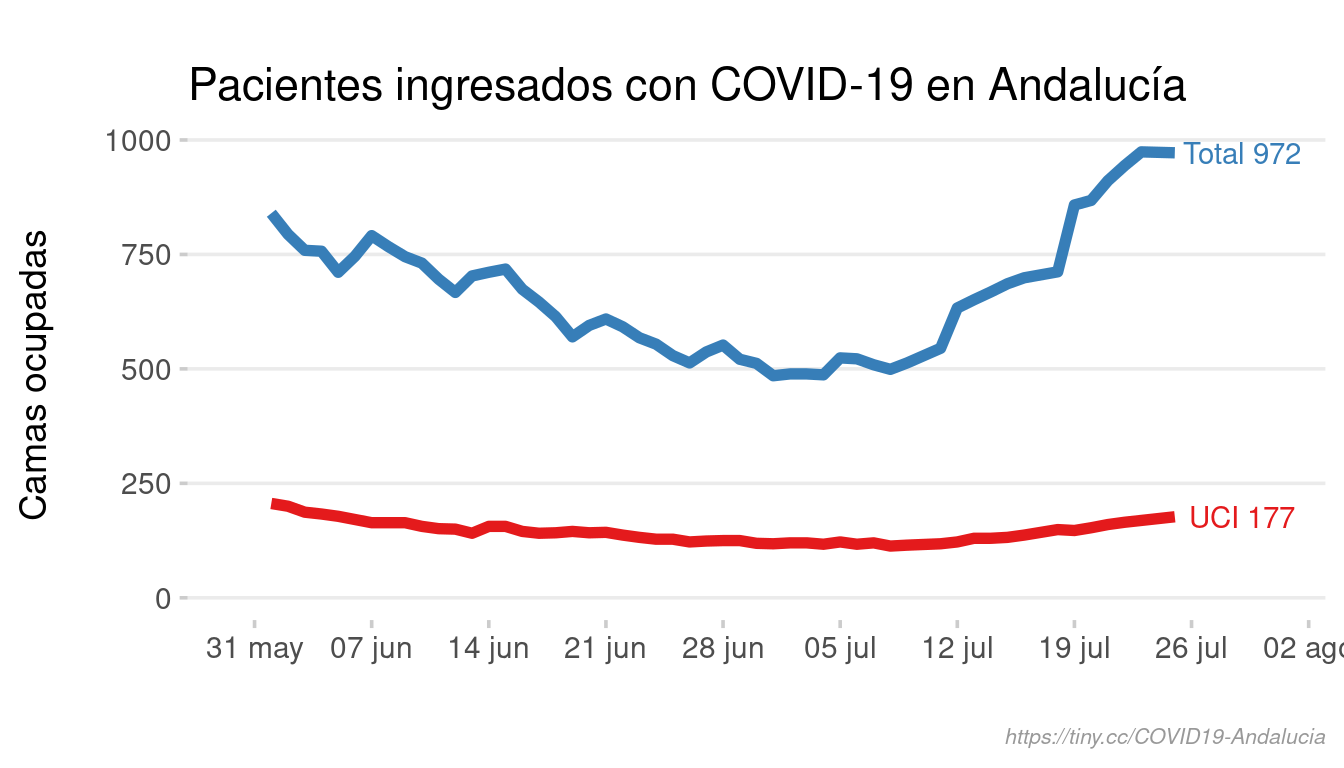 Pacientes ingresados con COVID-19 en Andalucía
Camas ocupadas
1000
750
500
250
0
Total 972
UCI 177
31 may 07 jun 14 jun 21 jun 28 jun 05 jul 12 jul 19 jul 26 jul 02 ago
https://tiny.cc/COVID19-Andalucia